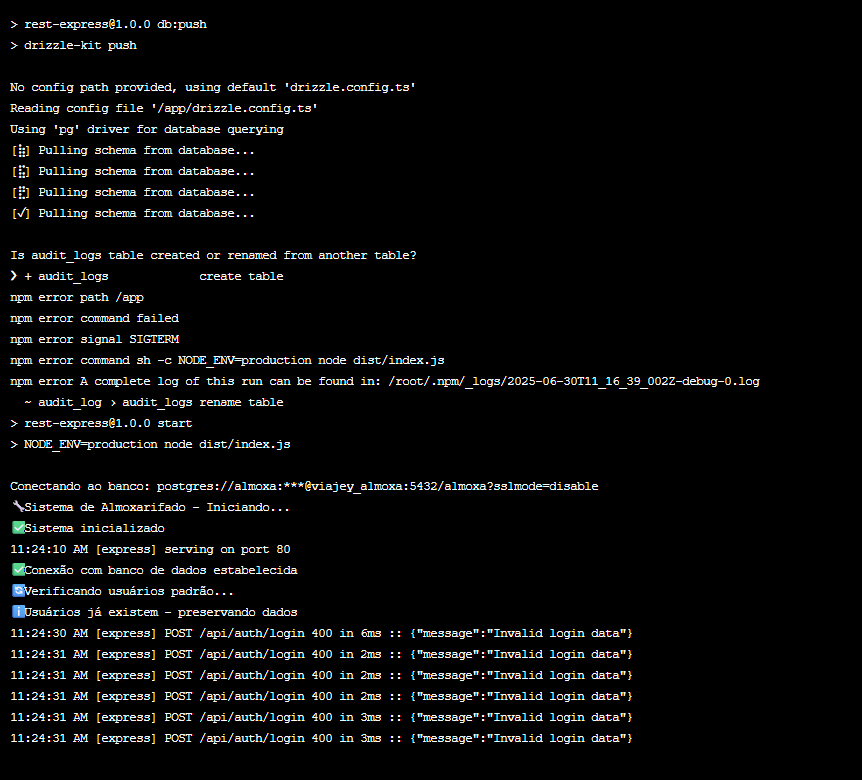 > rest-express@1.0.0 db:push
> drizzle-kit push
No config path provided, using default 'drizzle.config.ts'
Reading config file '/app/drizzle.config.ts'
Using 'pg' driver for database querying
[⣷] Pulling schema from database...
[⣯] Pulling schema from database...
[⣟] Pulling schema from database...
[✓] Pulling schema from database...
Is audit_logs table created or renamed from another table?
❯ + audit_logs create table
npm error path /app
npm error command failed
npm error signal SIGTERM
npm error command sh -c NODE_ENV=production node dist/index.js
npm error A complete log of this run can be found in: /root/.npm/_logs/2025-06-30T11_16_39_002Z-debug-0.log
~ audit_log › audit_logs rename table
> rest-express@1.0.0 start
> NODE_ENV=production node dist/index.js
Conectando ao banco: postgres://almoxa:***@viajey_almoxa:5432/almoxa?sslmode=disable
🔧Sistema de Almoxarifado - Iniciando...
✅Sistema inicializado
11:24:10 AM [express] serving on port 80
✅Conexão com banco de dados estabelecida
🔄Verificando usuários padrão...
ℹ️Usuários já existem - preservando dados
11:24:30 AM [express] POST /api/auth/login 400 in 6ms :: {"message":"Invalid login data"}
11:24:31 AM [express] POST /api/auth/login 400 in 2ms :: {"message":"Invalid login data"}
11:24:31 AM [express] POST /api/auth/login 400 in 2ms :: {"message":"Invalid login data"}
11:24:31 AM [express] POST /api/auth/login 400 in 2ms :: {"message":"Invalid login data"}
11:24:31 AM [express] POST /api/auth/login 400 in 3ms :: {"message":"Invalid login data"}
11:24:31 AM [express] POST /api/auth/login 400 in 3ms :: {"message":"Invalid login data"}